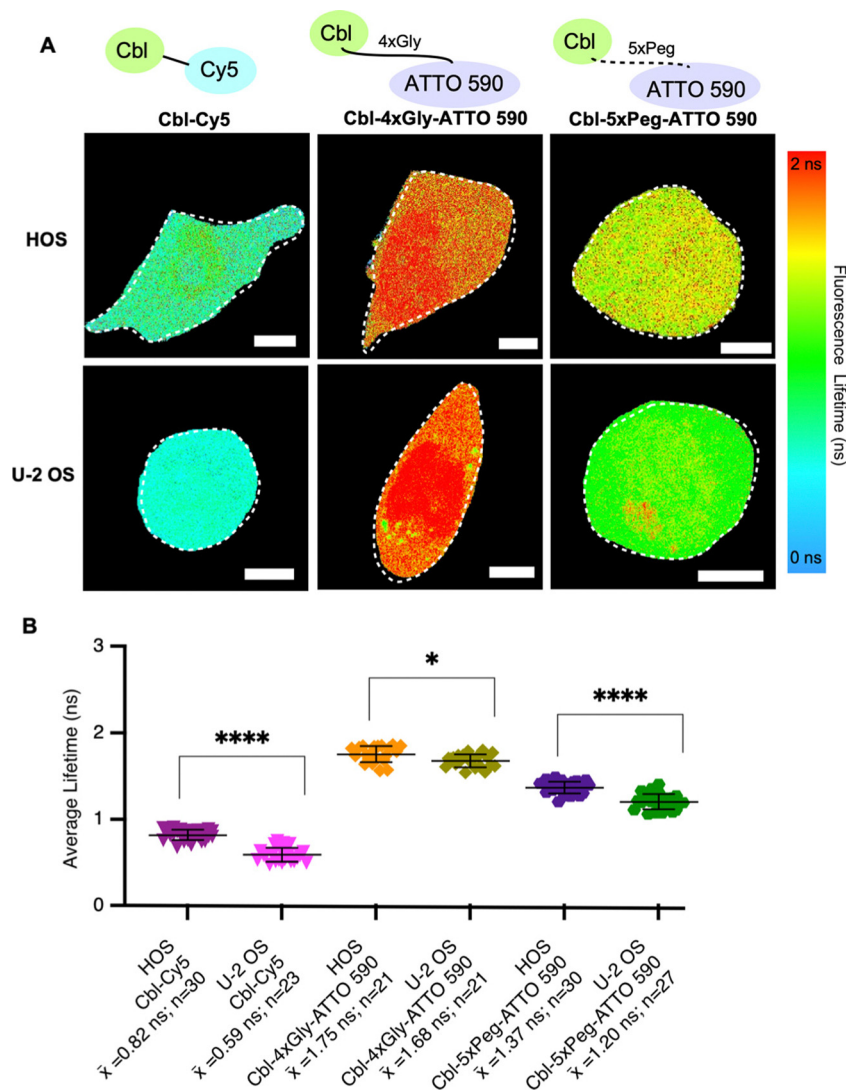 A
Cbl
Cy5
Cbl-Cy5
Cbl
4xGly
ATTO 590
Cbl-4xGly-ATTO 590
Cbl
5xPeg
ATTO 590
Cbl-5xPeg-ATTO 590
HOS
U-2 OS
2 ns
0 ns
Fluorescence Lifetime (ns)
B
Average Lifetime (ns)
3
2
1
0
****
*
****
HOS
Cbl-Cy5
x̄ =0.82 ns; n=30
U-2 OS
Cbl-Cy5
x̄ =0.59 ns; n=23
HOS
Cbl-4xGly-ATTO 590
x̄ =1.75 ns; n=21
U-2 OS
Cbl-4xGly-ATTO 590
x̄ =1.68 ns; n=21
HOS
Cbl-5xPeg-ATTO 590
x̄ =1.37 ns; n=30
U-2 OS
Cbl-5xPeg-ATTO 590
x̄ =1.20 ns; n=27